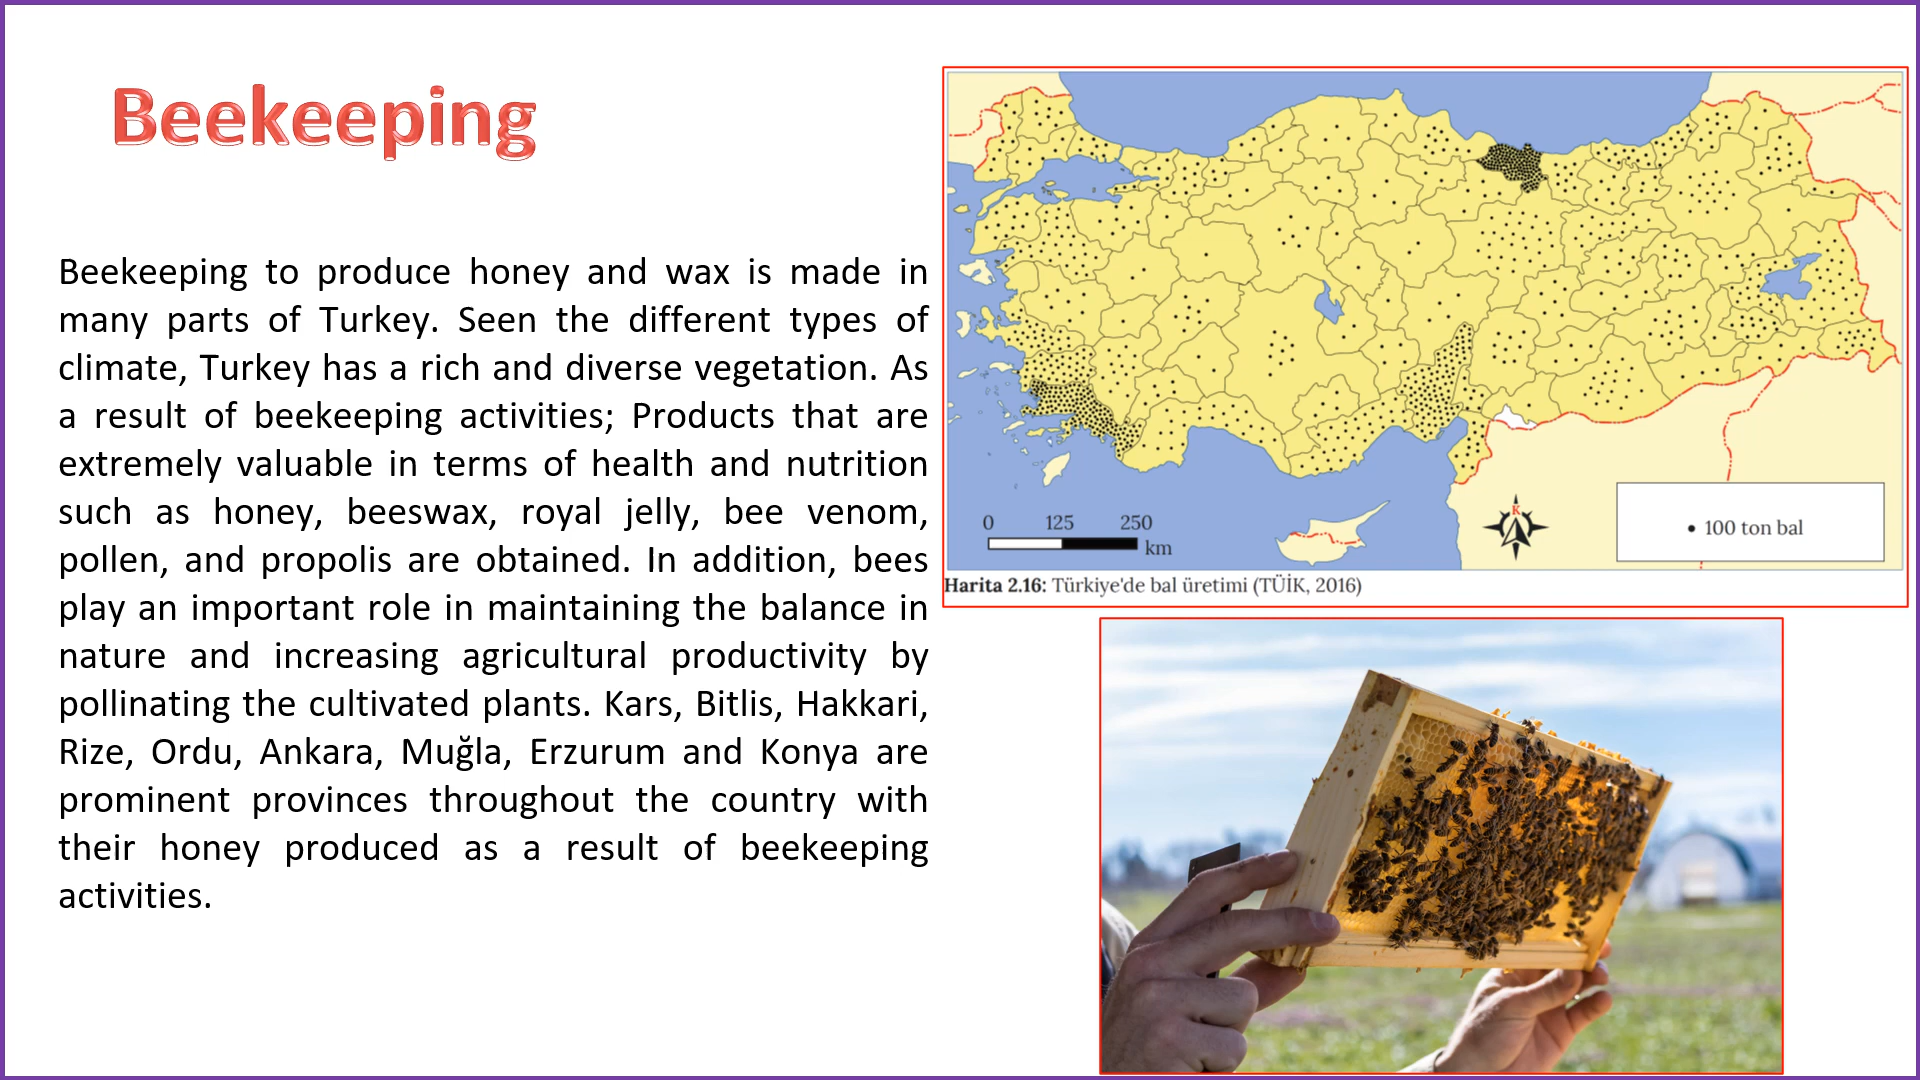 Beekeeping
Beekeeping to produce honey and wax is made in
many parts of Turkey. Seen the different types of
climate, Turkey has a rich and diverse vegetation. As
a result of beekeeping activities; Products that are
extremely valuable in terms of health and nutrition
such as honey, beeswax, royal jelly, bee venom,
pollen, and propolis are obtained. In addition, bees
play an important role in maintaining the balance in
nature and increasing agricultural productivity by
pollinating the cultivated plants. Kars, Bitlis, Hakkari,
Rize, Ordu, Ankara, Muğla, Erzurum and Konya are
prominent provinces throughout the country with
their honey produced as a result of beekeeping
activities.
0 125 250
km
K
• 100 ton bal
Harita 2.16: Türkiye'de bal üretimi (TÜİK, 2016)